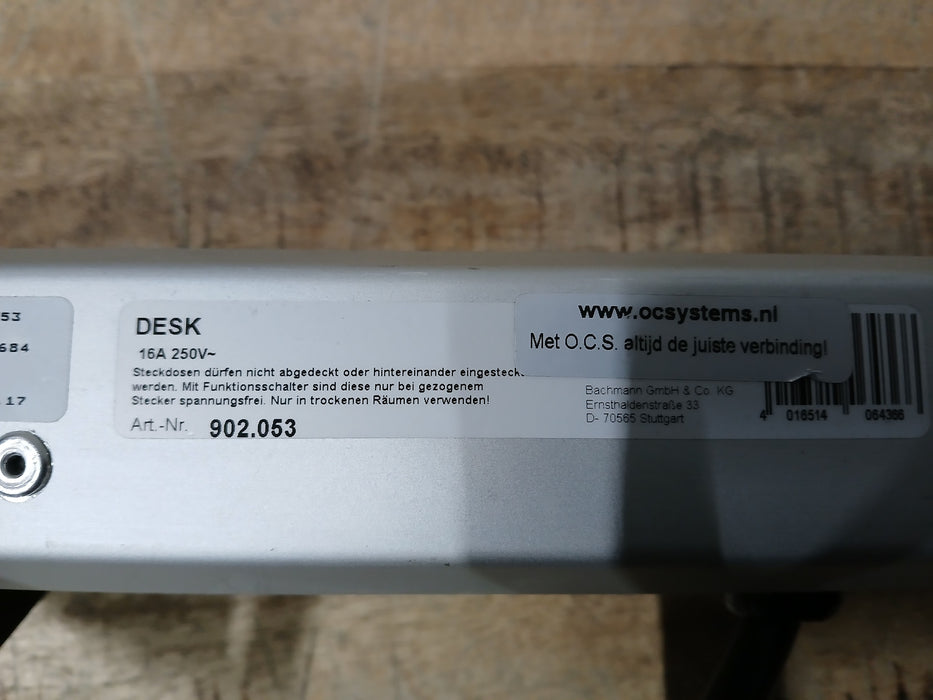 53
684
17
DESK
16A 250V~
Steckdosen dürfen nicht abgedeckt oder hintereinander eingesteck
werden. Mit Funktionsschalter sind diese nur bei gezogenem
Stecker spannungsfrei. Nur in trockenen Räumen verwenden!
Art.-Nr. 902.053
www.ocsystems.nl
Met O.C.S. altijd de juiste verbinding!
Bachmann GmbH & Co. KG
Ernsthaldenstraße 33
D- 70565 Stuttgart
4 016514 064366